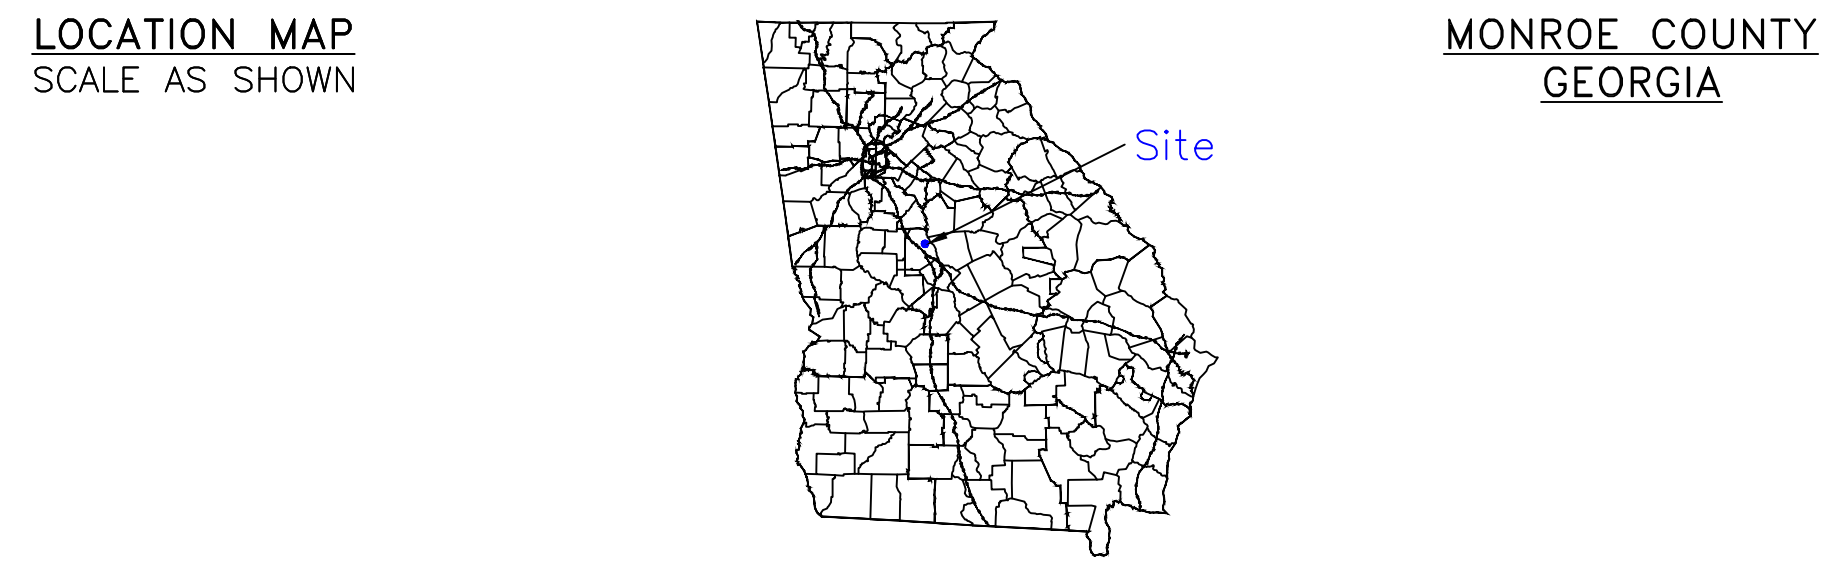 LOCATION MAP
SCALE AS SHOWN
MONROE COUNTY
GEORGIA
Site